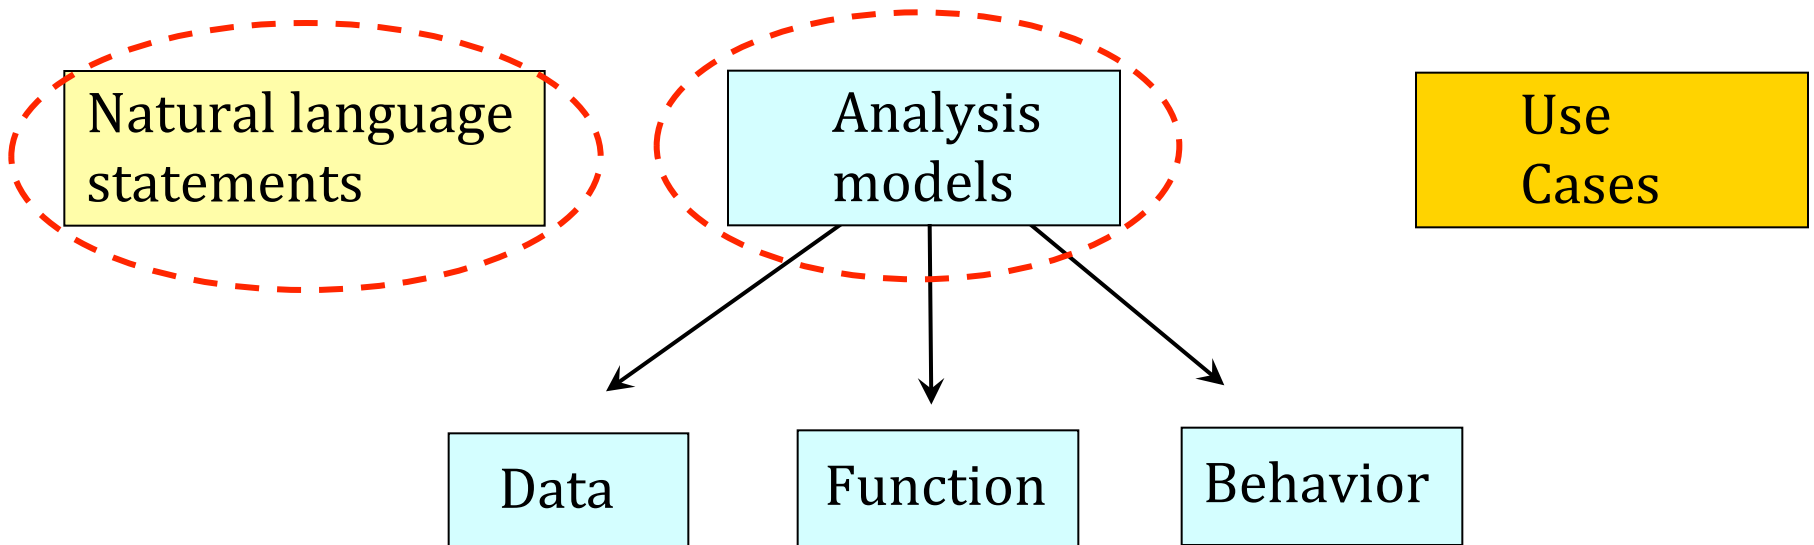 Natural language
statements
Analysis
models
Use
Cases
Data
Function
Behavior